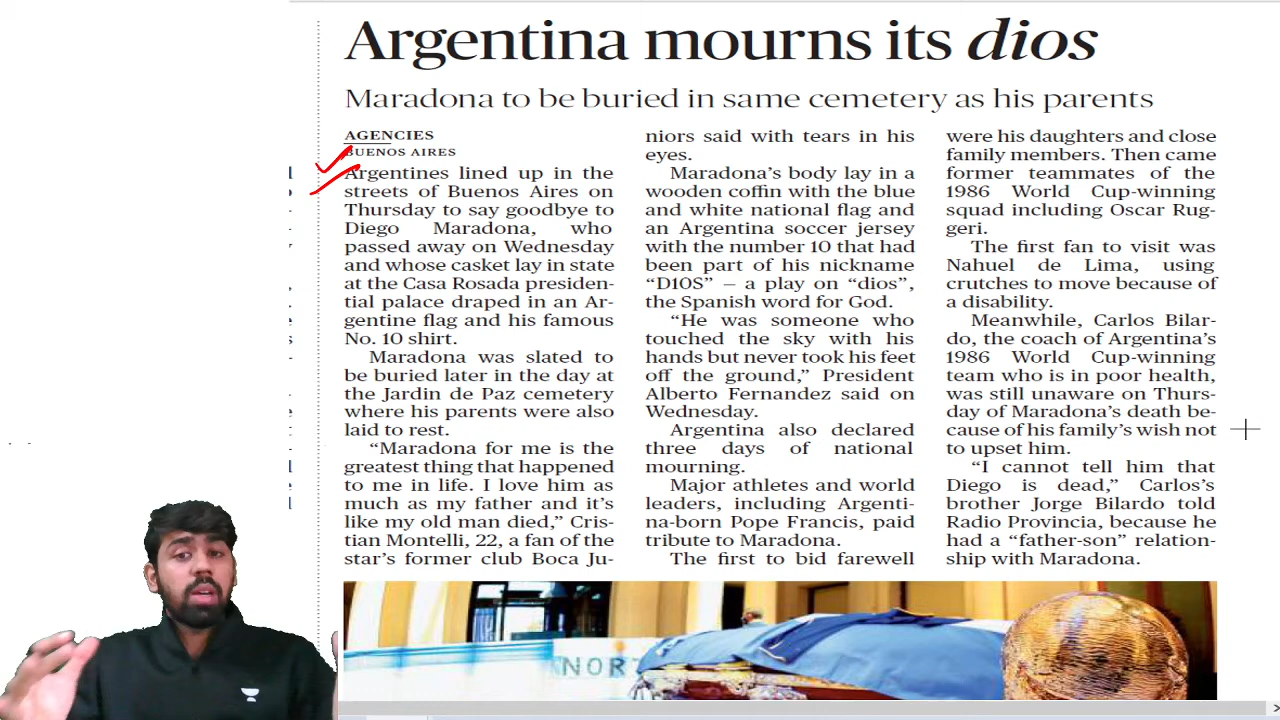 Argentina mourns its dios
Maradona to be buried in same cemetery as his parents
AGENCIES
BUENOS AIRES
Argentines lined up in the
streets of Buenos Aires on
Thursday to say goodbye to
Diego Maradona, who
passed away on Wednesday
and whose casket lay in state
at the Casa Rosada presiden-
tial palace draped in an Ar-
gentine flag and his famous
No. 10 shirt.
Maradona was slated to
be buried later in the day at
the Jardin de Paz cemetery
where his parents were also
laid to rest.
“Maradona for me is the
greatest thing that happened
to me in life. I love him as
much as my father and it’s
like my old man died,” Cris-
tian Montelli, 22, a fan of the
star’s former club Boca Ju-
niors said with tears in his
eyes.
Maradona’s body lay in a
wooden coffin with the blue
and white national flag and
an Argentina soccer jersey
with the number 10 that had
been part of his nickname
“D10S” — a play on “dios”,
the Spanish word for God.
“He was someone who
touched the sky with his
hands but never took his feet
off the ground,” President
Alberto Fernandez said on
Wednesday.
Argentina also declared
three days of national
mourning.
Major athletes and world
leaders, including Argenti-
na-born Pope Francis, paid
tribute to Maradona.
The first to bid farewell
were his daughters and close
family members. Then came
former teammates of the
1986 World Cup-winning
squad including Oscar Rug-
geri.
The first fan to visit was
Nahuel de Lima, using
crutches to move because of
a disability.
Meanwhile, Carlos Bilar-
do, the coach of Argentina’s
1986 World Cup-winning
team who is in poor health,
was still unaware on Thurs-
day of Maradona’s death be-
cause of his family’s wish not
to upset him.
“I cannot tell him that
Diego is dead,” Carlos’s
brother Jorge Bilardo told
Radio Provincia, because he
had a “father-son” relation-
ship with Maradona.
NOR